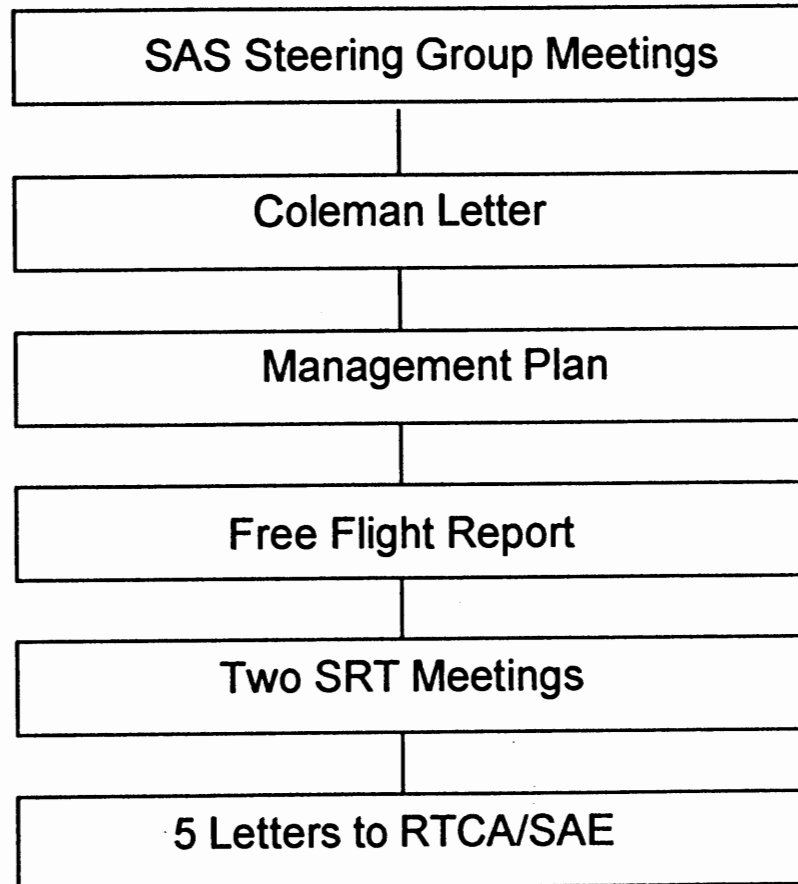 SAS Steering Group Meetings
Coleman Letter
Management Plan
Free Flight Report
Two SRT Meetings
5 Letters to RTCA/SAE